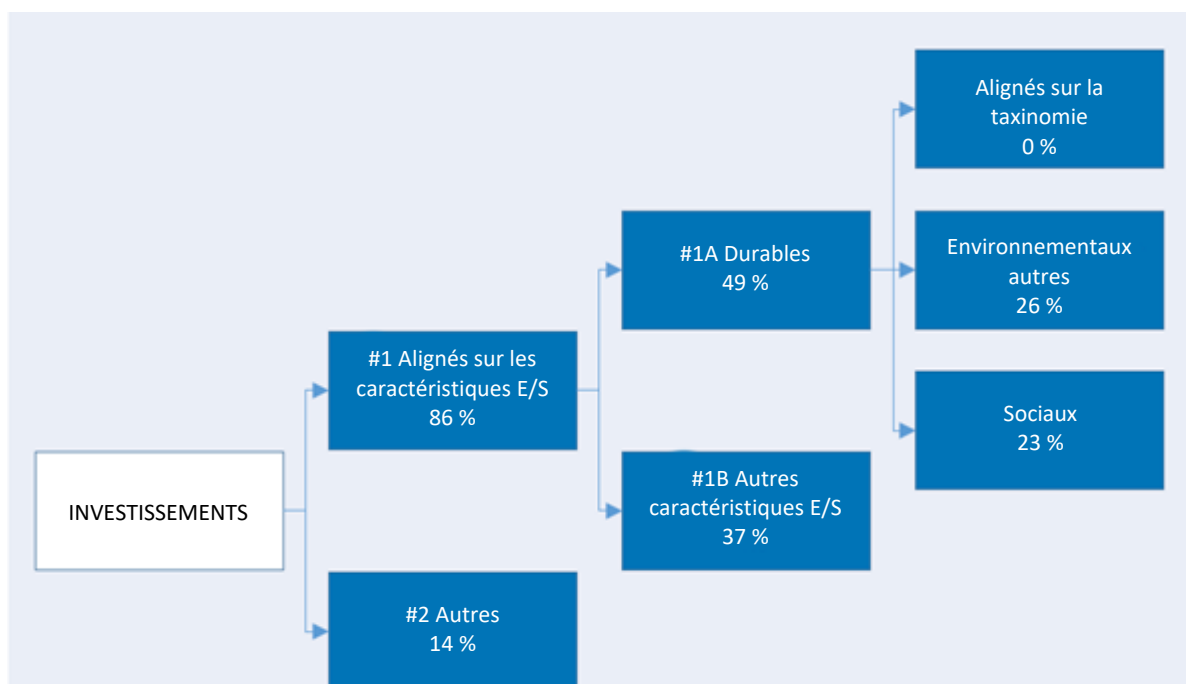 Alignés sur la
taxinomie
0 %
#1A Durables
49 %
Environnementaux
autres
26 %
#1 Alignés sur les
caractéristiques E/S
86 %
Sociaux
23 %
#1B Autres
caractéristiques E/S
37 %
INVESTISSEMENTS
#2 Autres
14 %